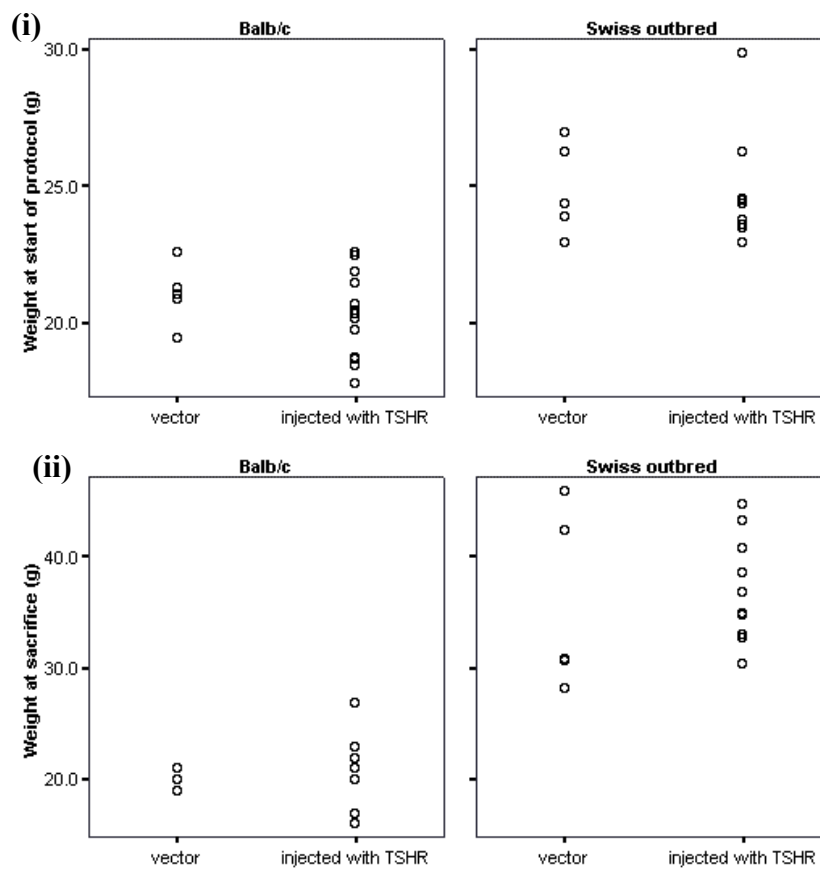 (i)
Balb/c
Swiss outbred
Weight at start of protocol (g)
30.0
25.0
20.0
vector
injected with TSHR
vector
injected with TSHR
(ii)
Balb/c
Swiss outbred
Weight at sacrifice (g)
40.0
30.0
20.0
vector
injected with TSHR
vector
injected with TSHR